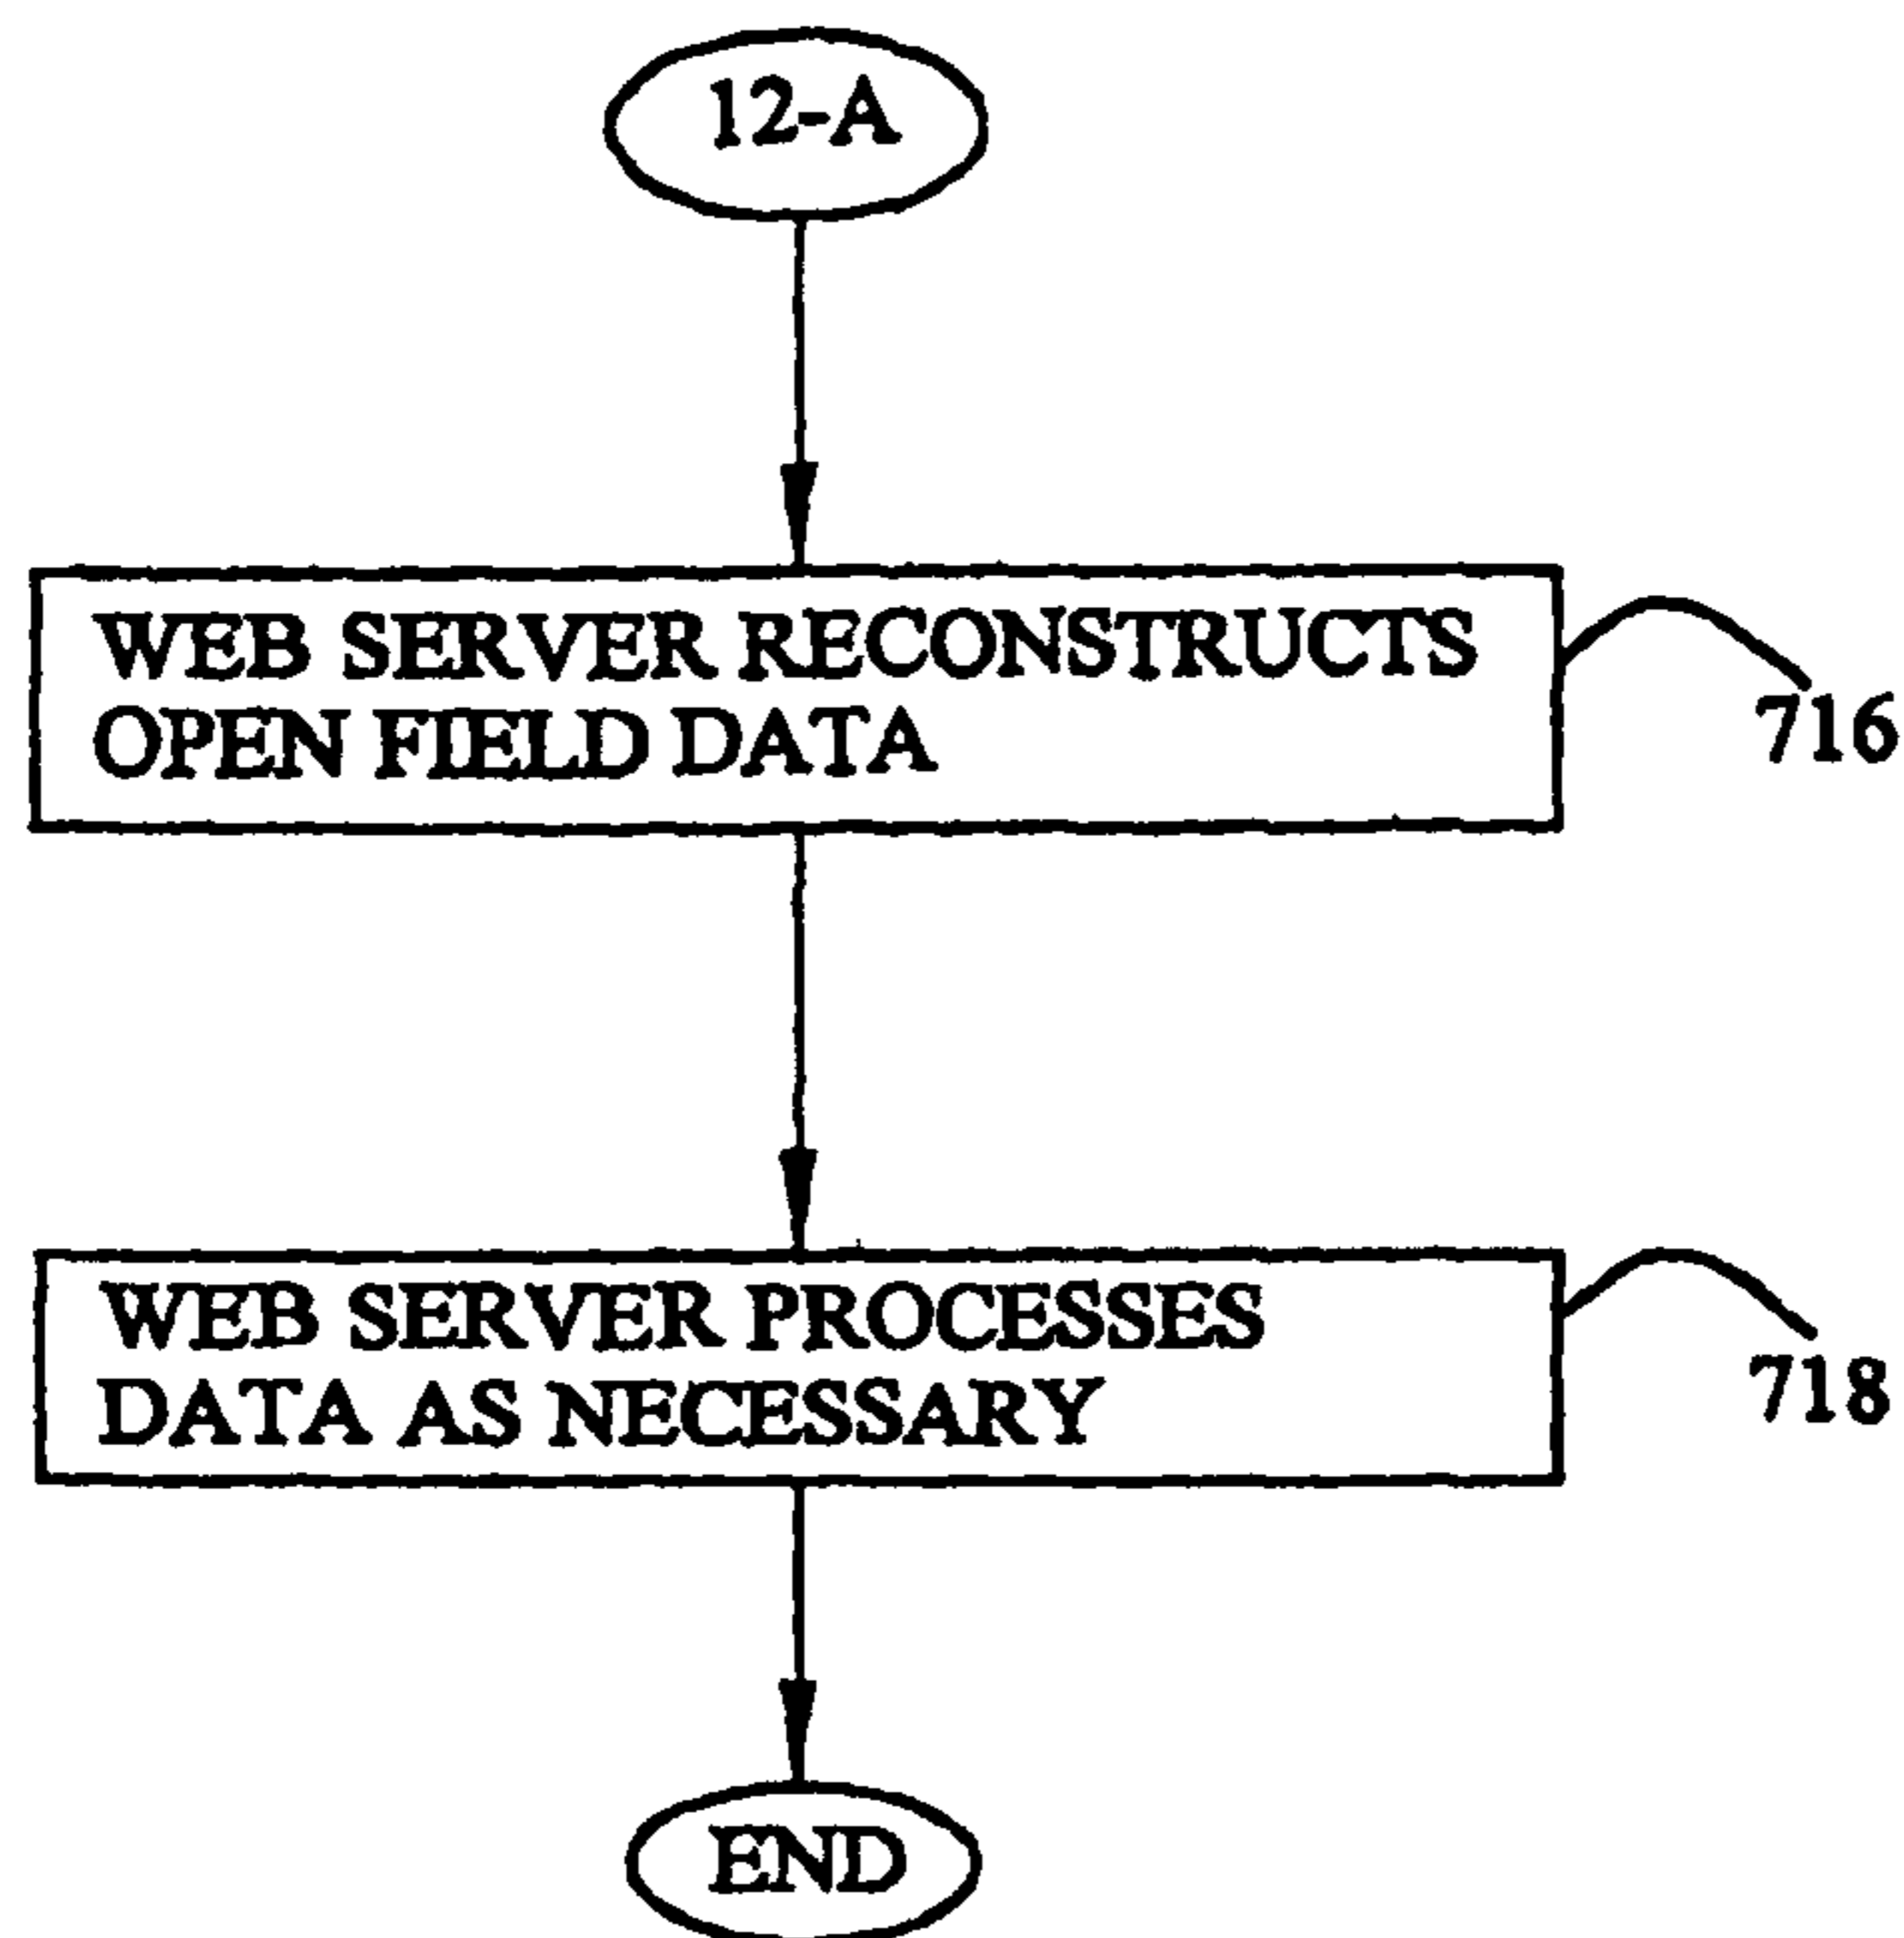 12-A
WEB SERVER RECONSTRUCTS
OPEN FIELD DATA
716
WEB SERVER PROCESSES
DATA AS NECESSARY
718
END